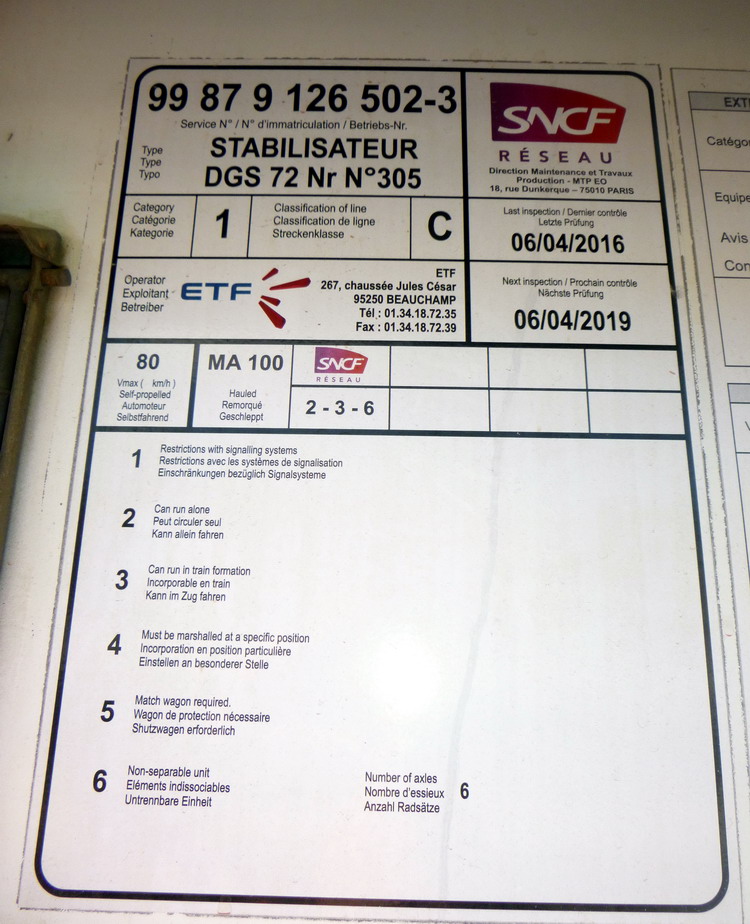 99 87 9 126 502-3
Service N° / N° d'immatriculation / Betriebs-Nr.
Type
Type
Typo
STABILISATEUR
DGS 72 Nr N°305
SNCF
RÉSEAU
Direction Maintenance et Travaux
Production - MTP EO
18, rue Dunkerque – 75010 PARIS
Category
Catégorie
Kategorie
1
Classification of line
Classification de ligne
Streckenklasse
C
Last inspection / Dernier contrôle
Letzte Prüfung
06/04/2016
Operator
Exploitant
Betreiber
ETF
ETF
267, chaussée Jules César
95250 BEAUCHAMP
Tél : 01.34.18.72.35
Fax : 01.34.18.72.39
Next inspection / Prochain contrôle
Nächste Prüfung
06/04/2019
80
Vmax ( km/h )
Self-propelled
Automoteur
Selbstfahrend
MA 100
Hauled
Remorqué
Geschleppt
SNCF
RÉSEAU
2 - 3 - 6
1
Restrictions with signalling systems
Restrictions avec les systémes de signalisation
Einschränkungen bezüglich Signalsysteme
2
Can run alone
Peut circuler seul
Kann allein fahren
3
Can run in train formation
Incorporable en train
Kann im Zug fahren
4
Must be marshalled at a specific position
Incorporation en position particulière
Einstellen an besonderer Stelle
5
Match wagon required.
Wagon de protection nécessaire
Shutzwagen erforderlich
6
Non-separable unit
Eléments indissociables
Untrennbare Einheit
Number of axles
Nombre d'essieux
Anzahl Radsätze
6
EXT
Catégo
Equipe
Avis
Con